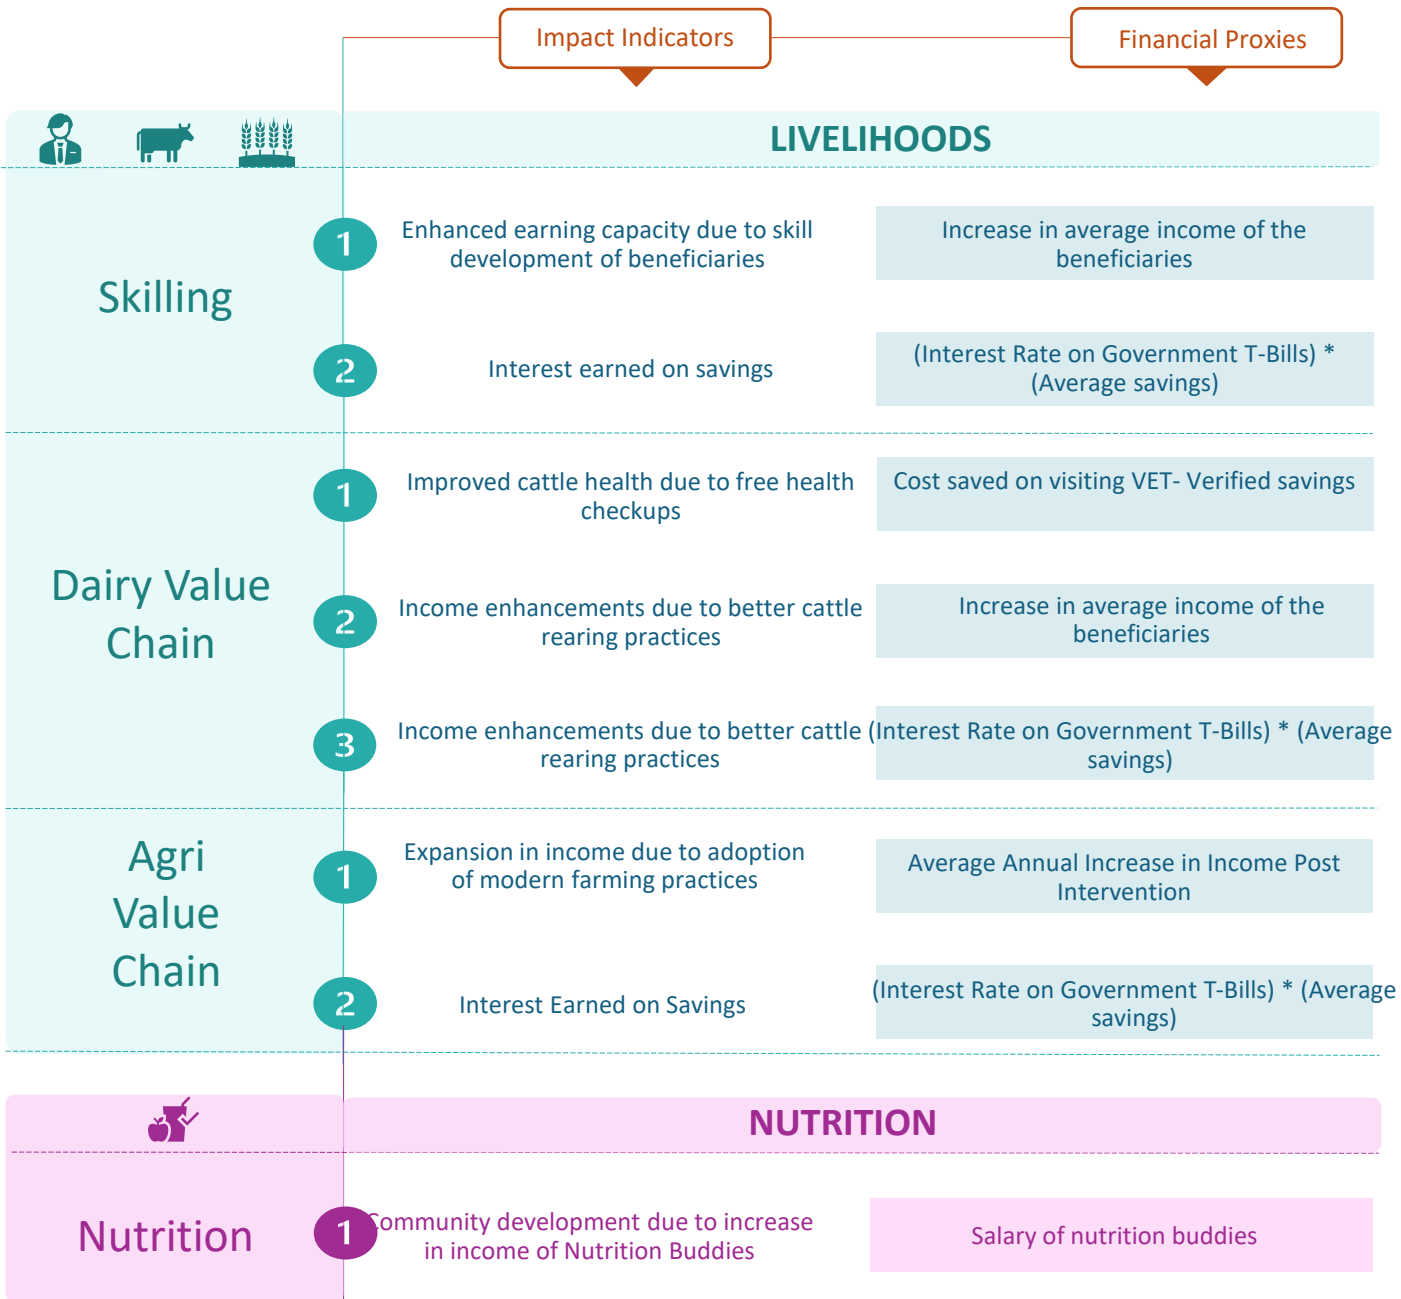 Impact Indicators
Financial Proxies
LIVELIHOODS
Skilling
1
Enhanced earning capacity due to skill
development of beneficiaries
Increase in average income of the
beneficiaries
2
Interest earned on savings
(Interest Rate on Government T-Bills) *
(Average savings)
Dairy Value
Chain
1
Improved cattle health due to free health
checkups
Cost saved on visiting VET- Verified savings
2
Income enhancements due to better cattle
rearing practices
Increase in average income of the
beneficiaries
3
Income enhancements due to better cattle
rearing practices
(Interest Rate on Government T-Bills) * (Average
savings)
Agri
Value
Chain
1
Expansion in income due to adoption
of modern farming practices
Average Annual Increase in Income Post
Intervention
2
Interest Earned on Savings
(Interest Rate on Government T-Bills) * (Average
savings)
NUTRITION
Nutrition
1
Community development due to increase
in income of Nutrition Buddies
Salary of nutrition buddies